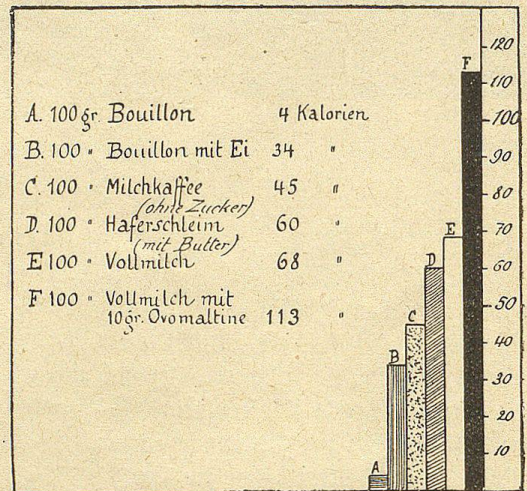 A. 100 gr. Bouillon 4 Kalorien
B. 100 " Bouillon mit Ei 34 "
C. 100 " Milchkaffee 45 "
(ohne Zucker)
D. 100 " Haferschleim 60 "
(mit Butter)
E 100 " Vollmilch 68 "
F 100 " Vollmilch mit
10 gr. Ovomaltine 113 "
A
B
C
D
E
F
120
110
100
90
80
70
60
50
40
30
20
10